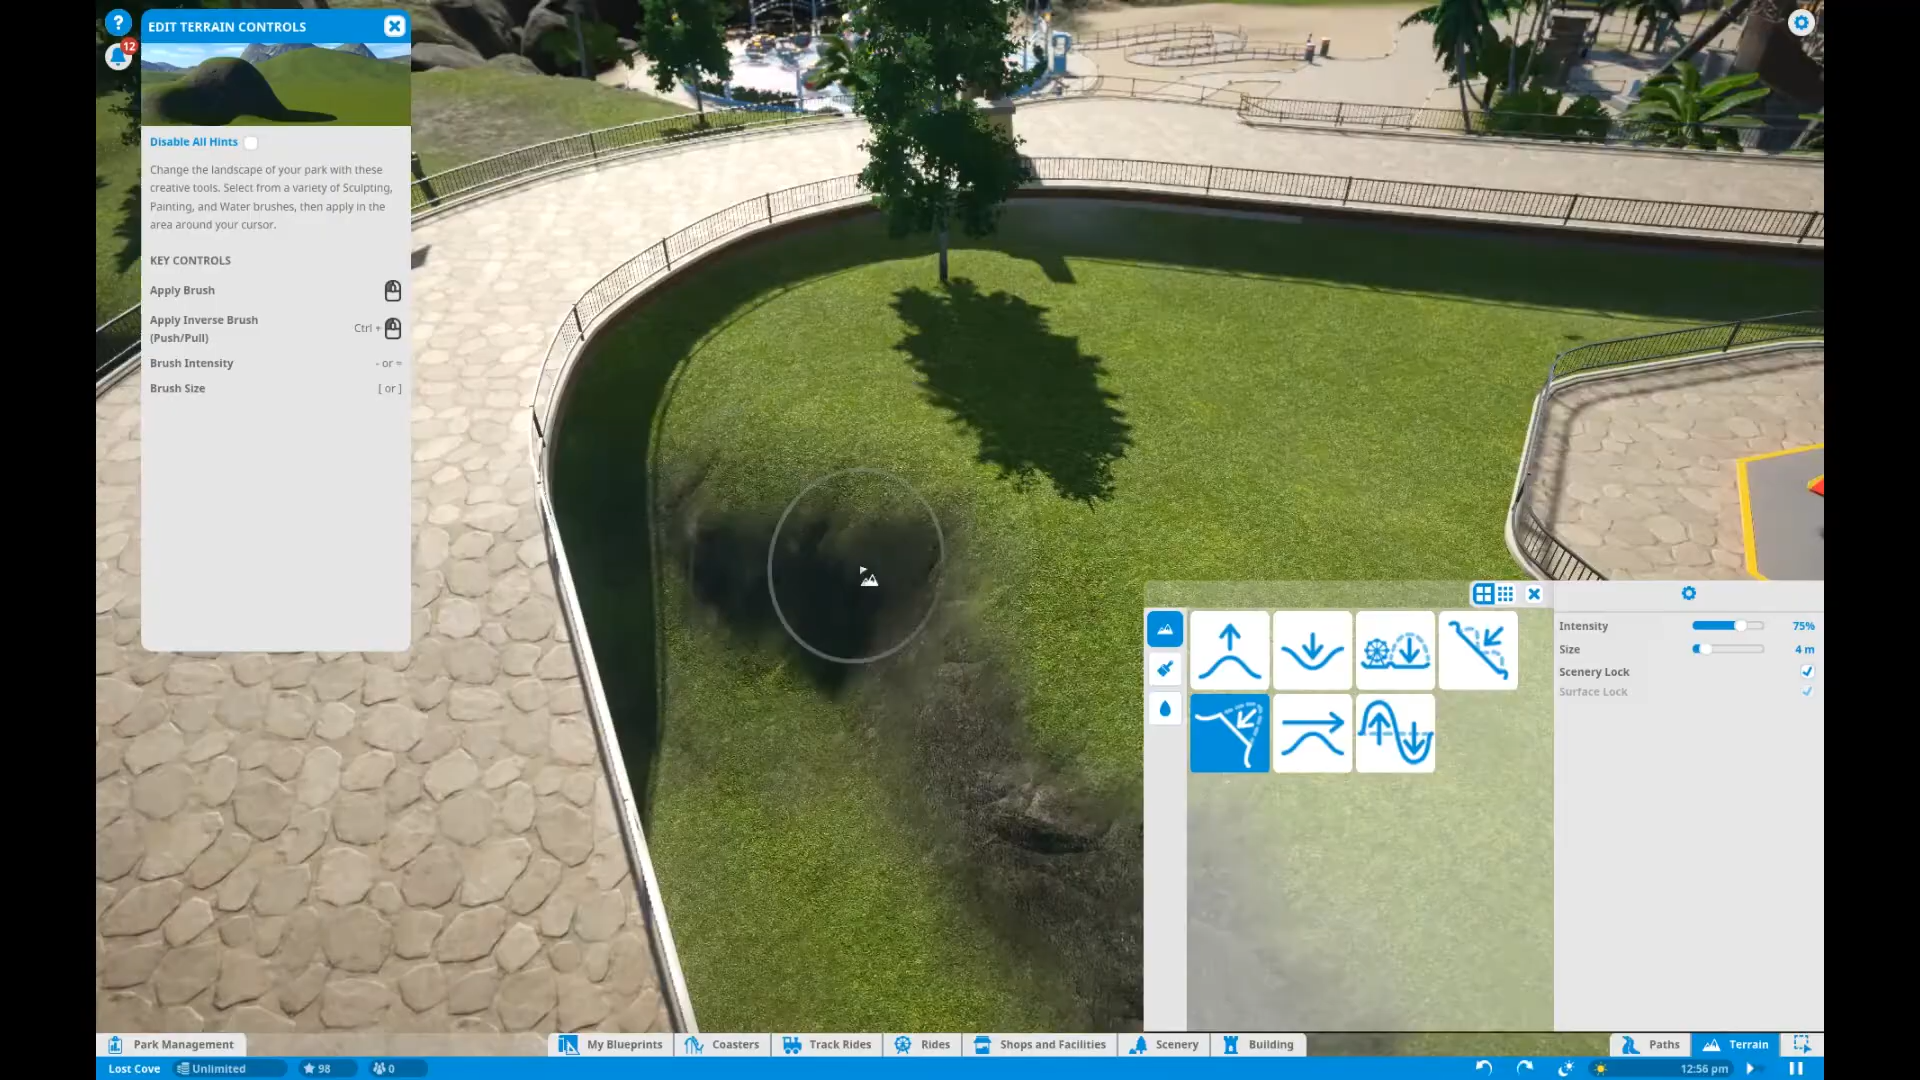 ?
EDIT TERRAIN CONTROLS
12
Disable All Hints
Change the landscape of your park with these
creative tools. Select from a variety of Sculpting,
Painting, and Water brushes, then apply in the
area around your cursor.
KEY CONTROLS
Apply Brush
Apply Inverse Brush
(Push/Pull)
Ctrl +
Brush Intensity
- or =
Brush Size
[ or ]
Intensity
75%
Size
4 m
Scenery Lock
Surface Lock
Park Management
My Blueprints
Coasters
Track Rides
Rides
Shops and Facilities
Scenery
Building
Paths
Terrain
Lost Cove
Unlimited
98
0
12:56 pm